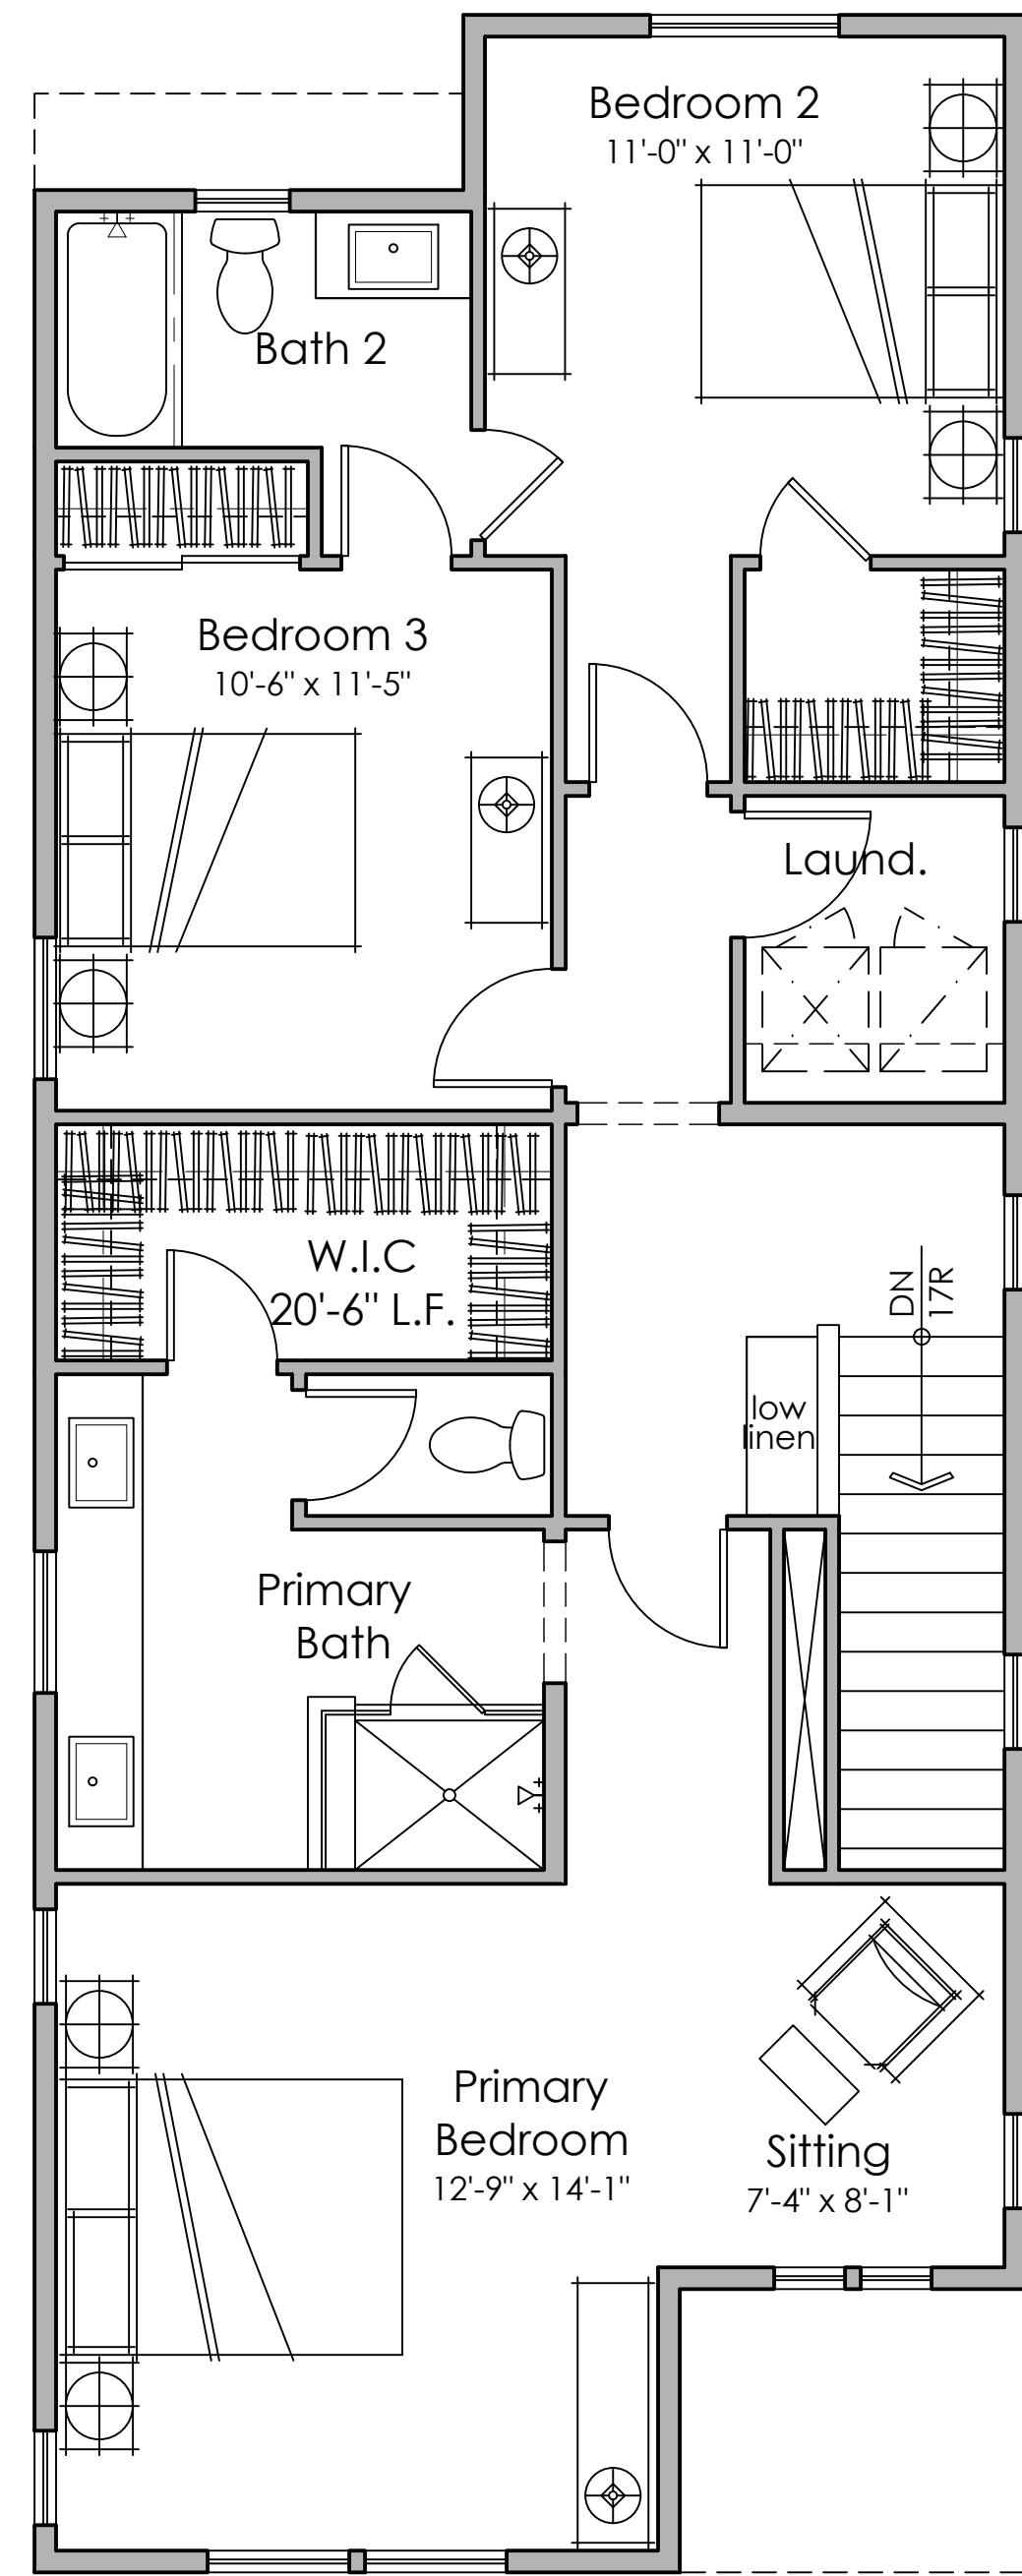 Bedroom 2
11'-0" x 11'-0"
Bath 2
Bedroom 3
10'-6" x 11'-5"
Laund.
W.I.C
20'-6" L.F.
DN
17R
low
linen
Primary
Bath
Primary
Bedroom
12'-9" x 14'-1"
Sitting
7'-4" x 8'-1"